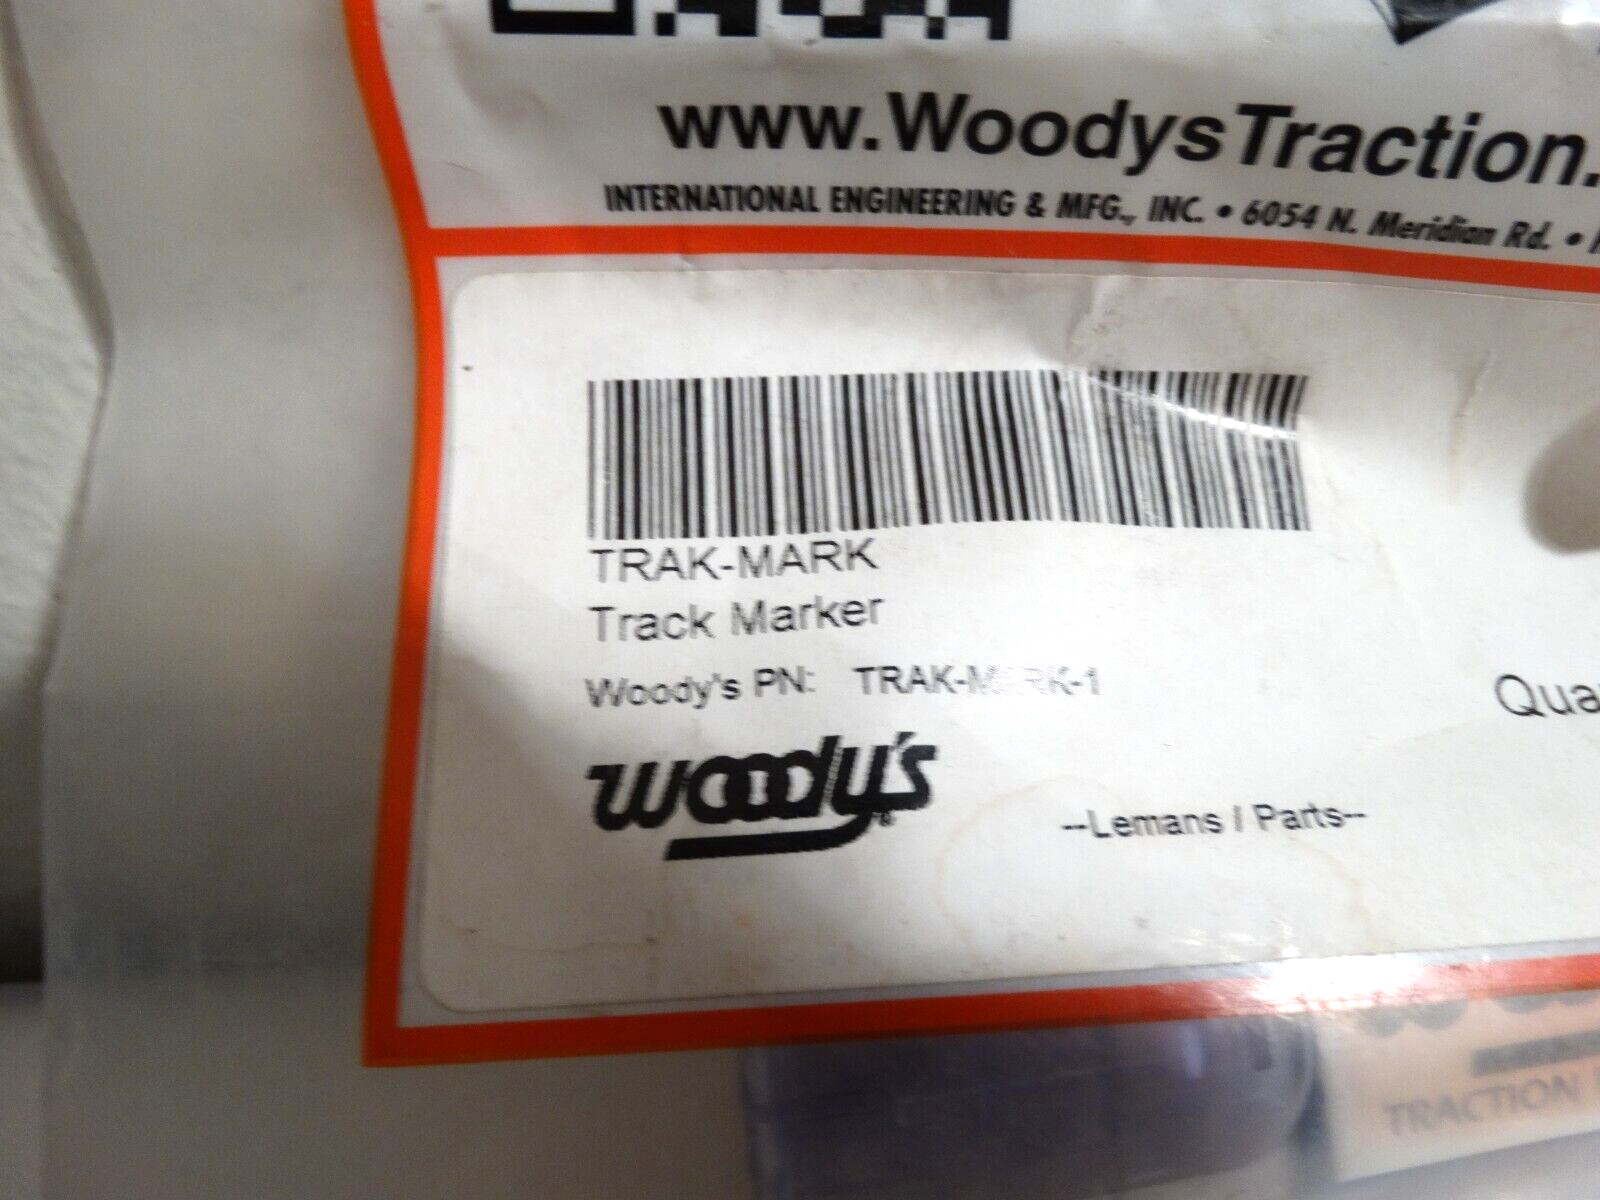 www.WoodysTraction.
INTERNATIONAL ENGINEERING & MFG., INC. • 6054 N. Meridian Rd. •
TRAK-MARK
Track Marker
Woody's PN: TRAK-MARK-1
Qua
woody's®
--Lemans / Parts--
TRACTION